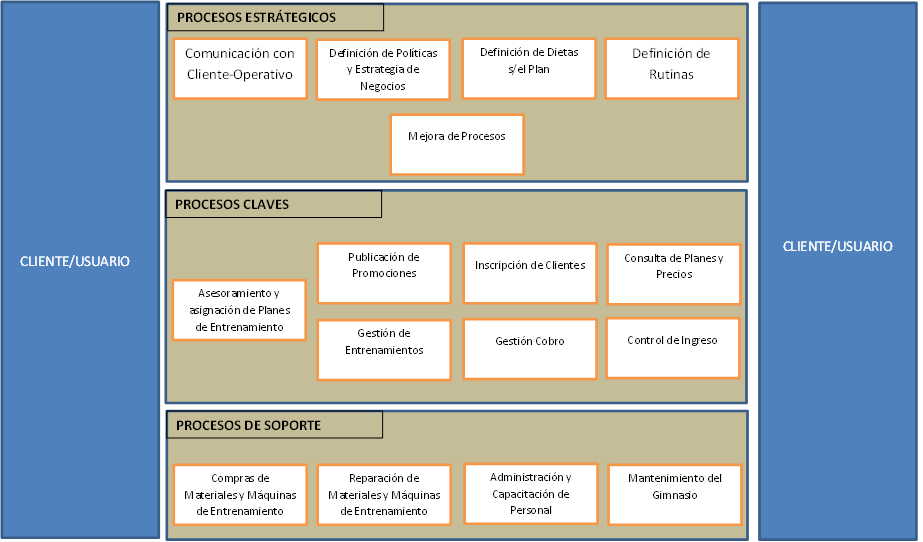 CLIENTE/USUARIO
PROCESOS ESTRÁTEGICOS
Comunicación con
Cliente-Operativo
Definición de Políticas
y Estrategia de
Negocios
Definición de Dietas
s/el Plan
Definición de
Rutinas
Mejora de Procesos
PROCESOS CLAVES
Asesoramiento y
asignación de Planes
de Entrenamiento
Publicación de
Promociones
Inscripción de Clientes
Consulta de Planes y
Precios
Gestión de
Entrenamientos
Gestión Cobro
Control de Ingreso
PROCESOS DE SOPORTE
Compras de
Materiales y Máquinas
de Entrenamiento
Reparación de
Materiales y Máquinas
de Entrenamiento
Administración y
Capacitación de
Personal
Mantenimiento del
Gimnasio
CLIENTE/USUARIO